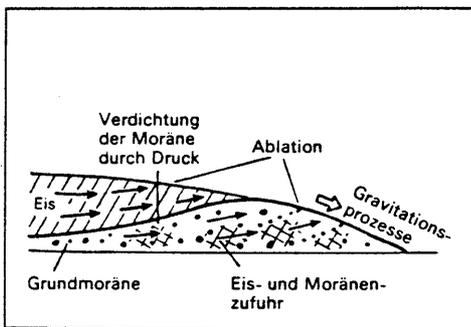 Verdichtung
der Moräne
durch Druck
Ablation
Eis
Gravitations-
prozesse
Grundmoräne
Eis- und Moränen-
zufuhr